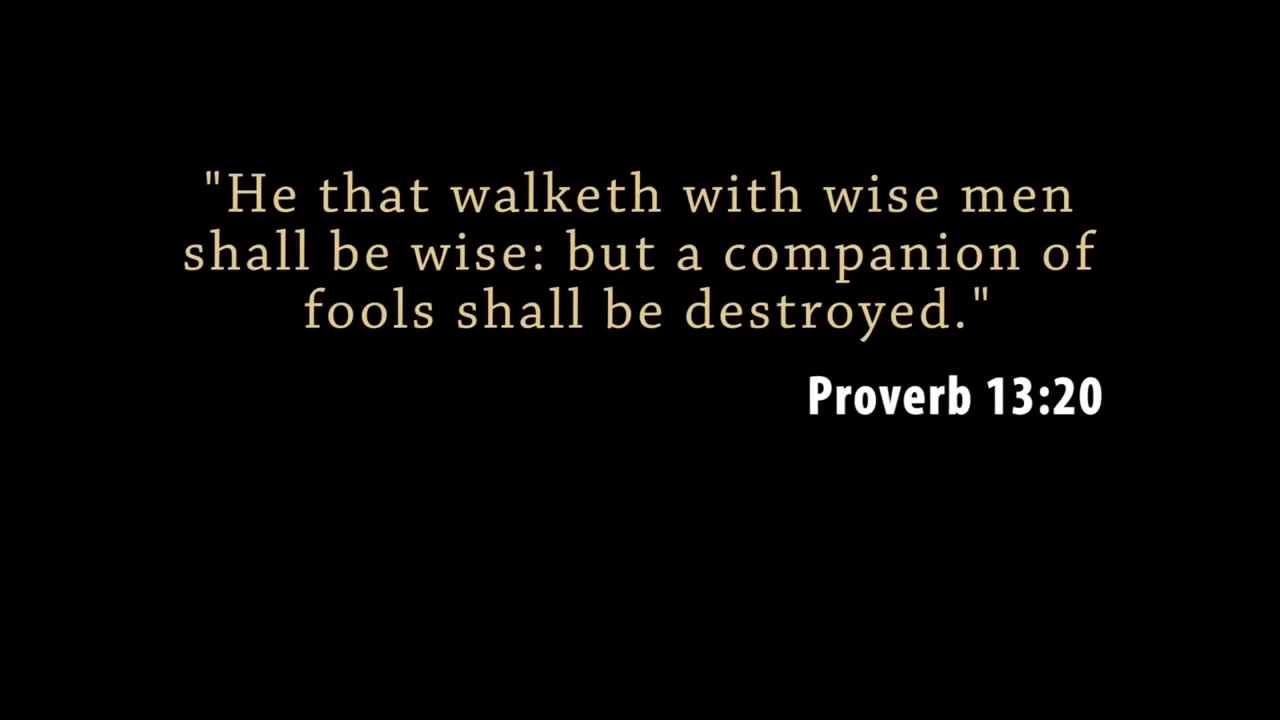 "He that walketh with wise men
shall be wise: but a companion of
fools shall be destroyed."
Proverb 13:20